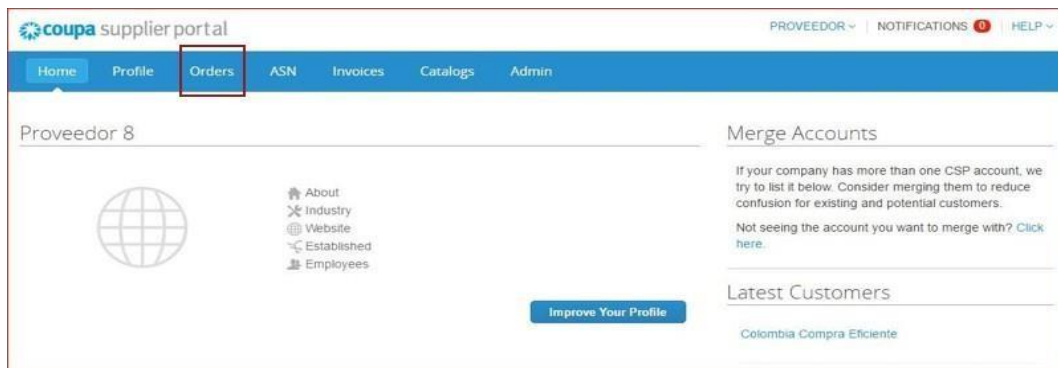 coupa supplier portal
PROVEEDOR NOTIFICATIONS 0 HELP
Home Profile Orders ASN Invoices Catalogs Admin
Proveedor 8
About
Industry
Website
Established
Employees
Improve Your Profile
Merge Accounts
If your company has more than one CSP account, we
try to list it below. Consider merging them to reduce
confusion for existing and potential customers.
Not seeing the account you want to merge with? Click
here.
Latest Customers
Colombia Compra Eficiente